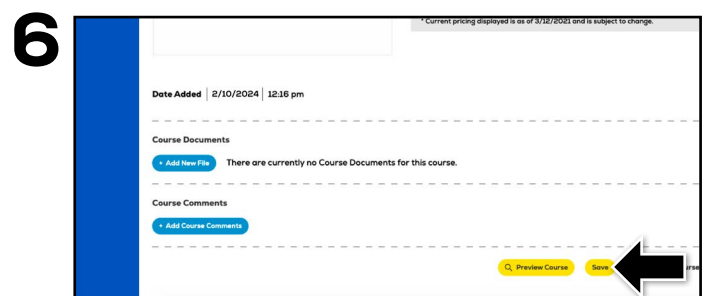 6
* Current pricing displayed is as of 3/12/2021 and is subject to change.
Date Added | 2/10/2024 | 12:16 pm
Course Documents
+ Add New File There are currently no Course Documents for this course.
Course Comments
+ Add Course Comments
Preview Course Save